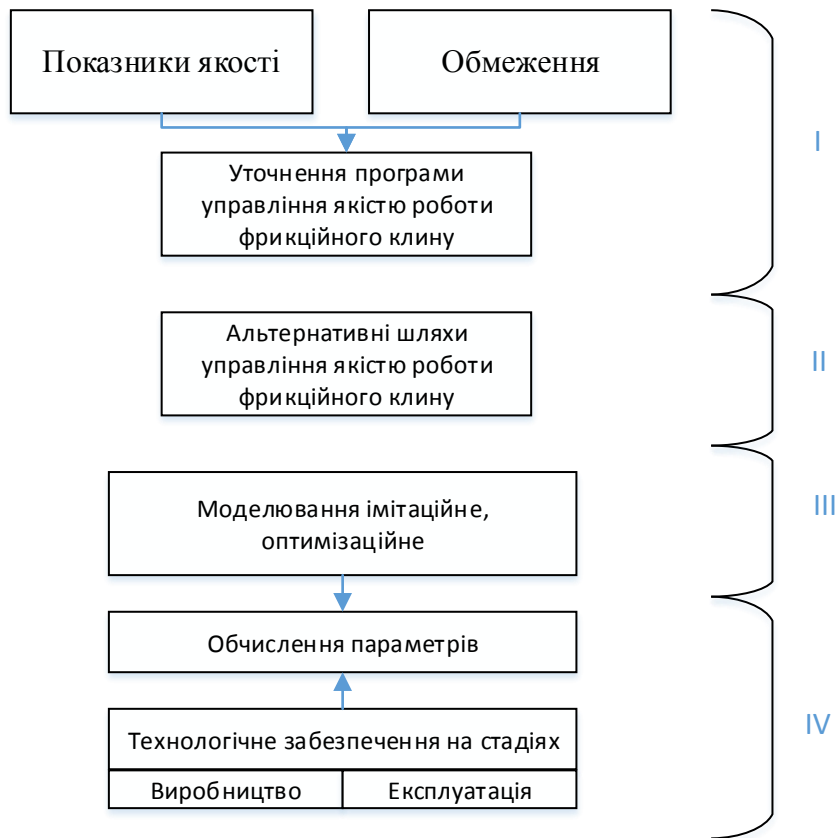 Показники якості
Обмеження
I
Уточнення програми
управління якістю роботи
фрикційного клину
Альтернативні шляхи
управління якістю роботи
фрикційного клину
II
Моделювання імітаційне,
оптимізаційне
III
Обчислення параметрів
Технологічне забезпечення на стадіях
IV
Виробництво
Експлуатація